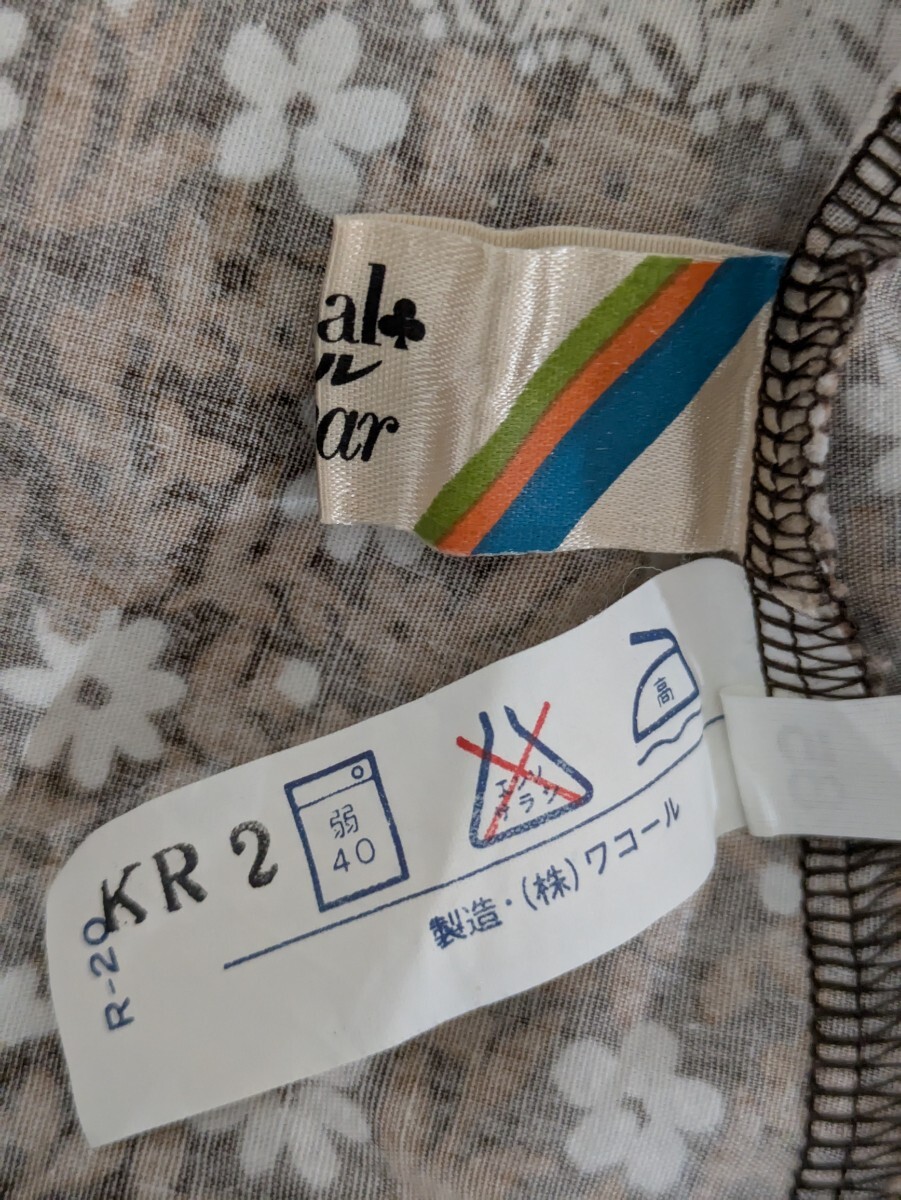 al♣
ル
ar
弱
40
エンソ
サラシ
高
KR 2
R-20
製造・(株)ワコール